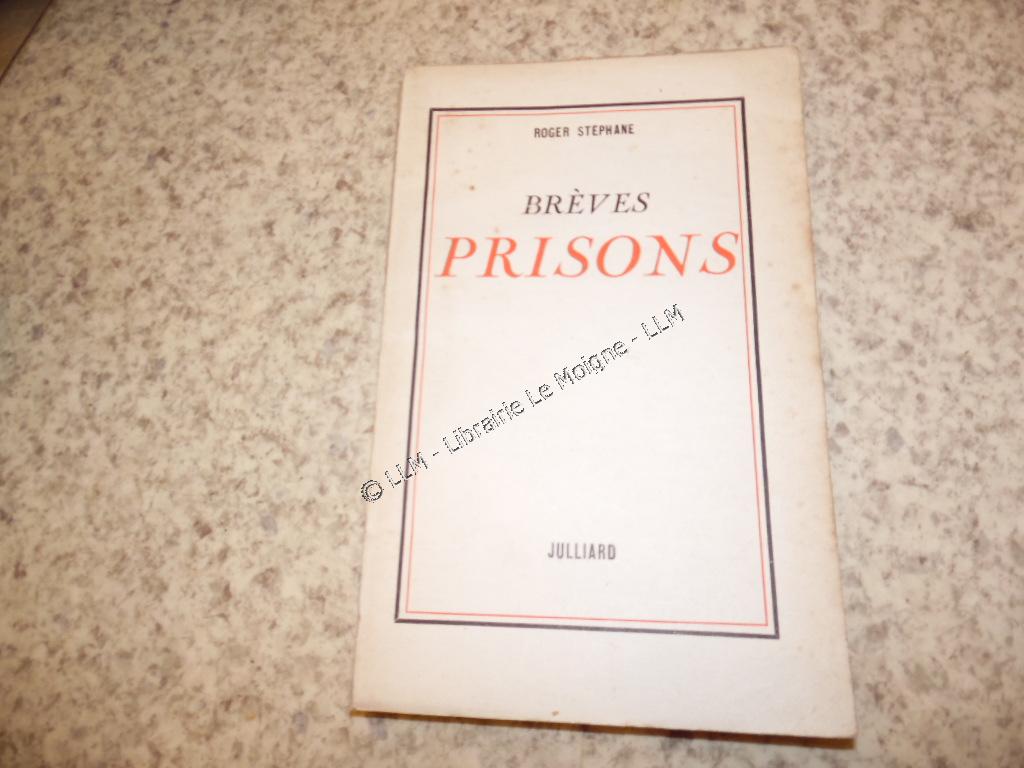 ROGER STEPHANE
BRÈVES
PRISONS
© LLM - Librairie Le Moigne - LLM
JULLIARD